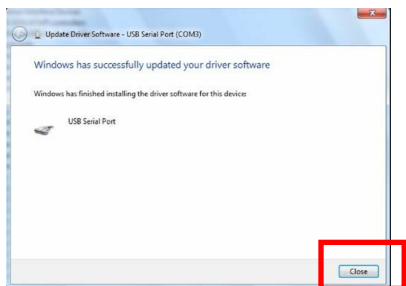 Update Driver Software - USB Serial Port (COM3)
Windows has successfully updated your driver software
Windows has finished installing the driver software for this device:
USB Serial Port
Close